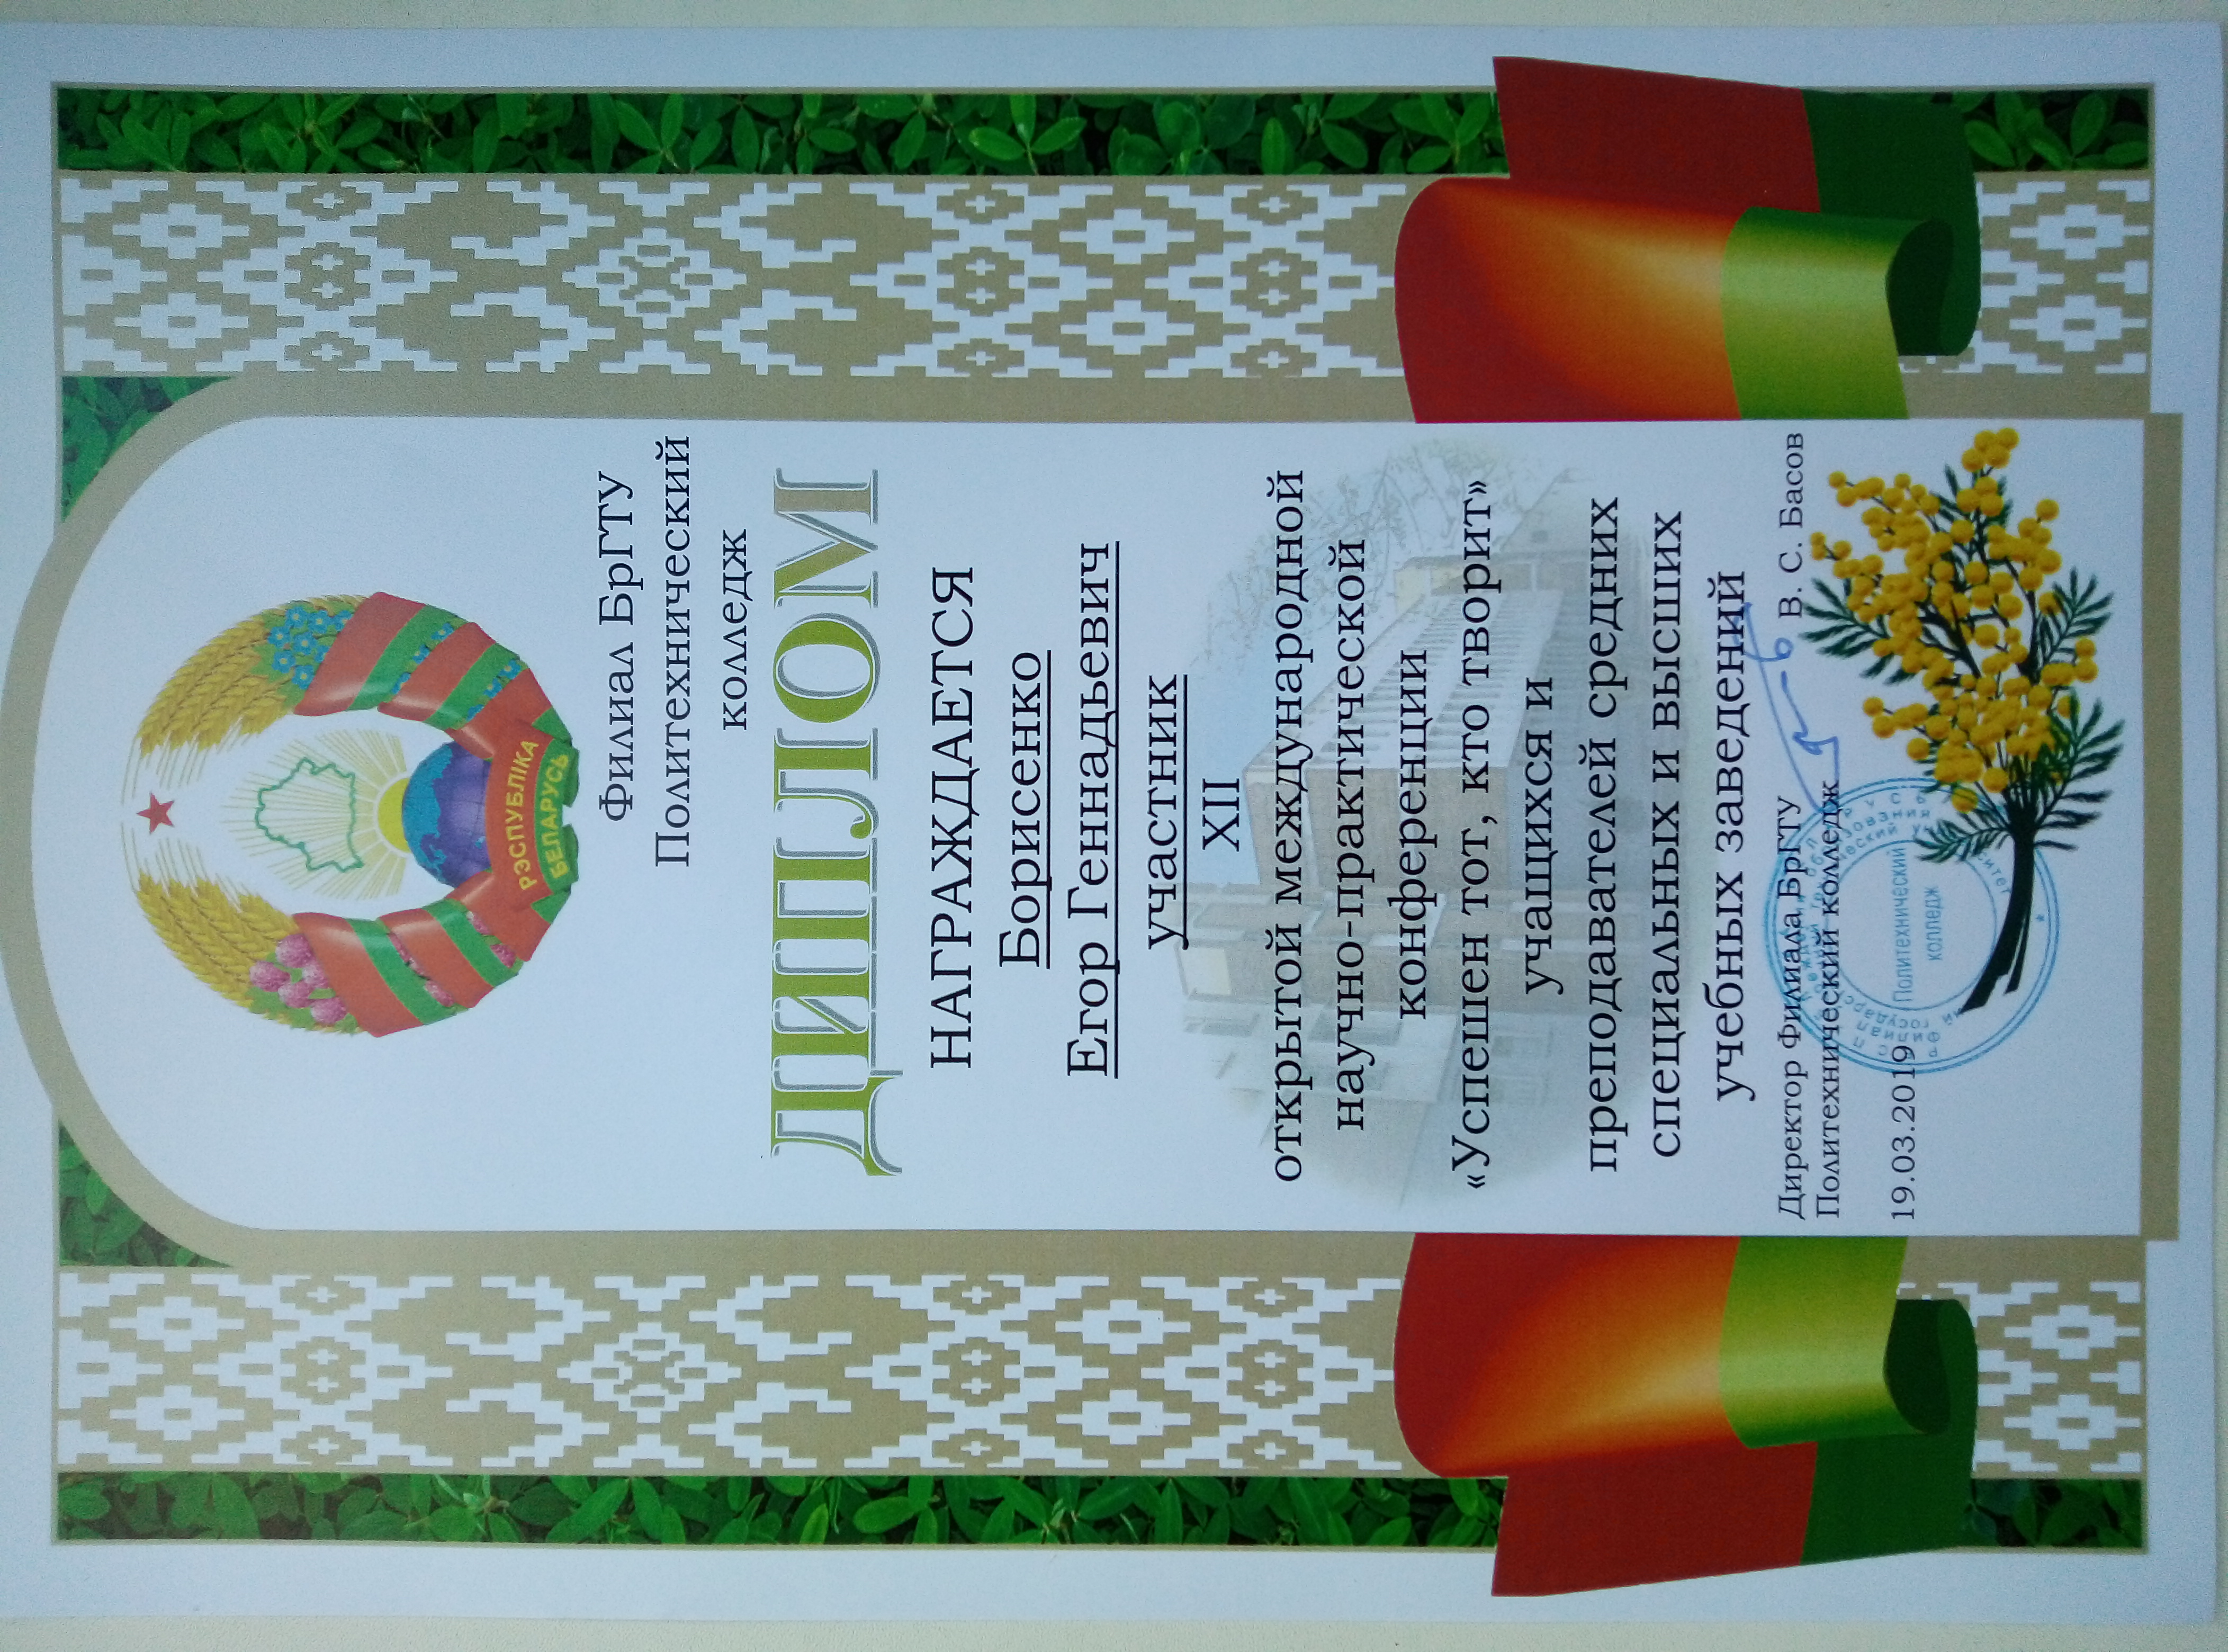 РЭСПУБЛІКА
БЕЛАРУСЬ
Филиал БрГТУ
Политехнический
колледж
ДИПЛОМ
НАГРАЖДАЕТСЯ
Борисенко
Егор Геннадьевич
участник
XII
открытой международной
научно-практической
конференции
«Успешен тот, кто творит»
учащихся и
преподавателей средних
специальных и высших
учебных заведений
Директор Филиала БрГТУ В. С. Басов
Политехнический колледж
19.03.2019
Политехнический
колледж